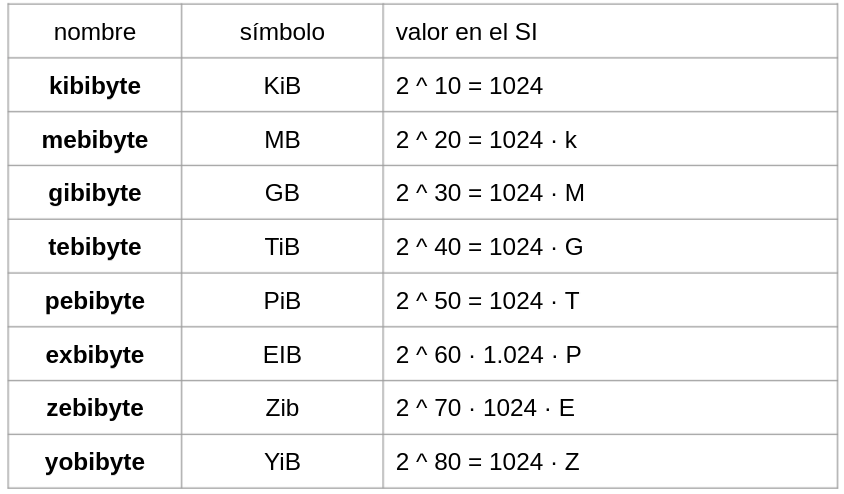 nombre símbolo valor en el SI
kibibyte KiB 2 ^ 10 = 1024
mebibyte MB 2 ^ 20 = 1024 · k
gibibyte GB 2 ^ 30 = 1024 · M
tebibyte TiB 2 ^ 40 = 1024 · G
pebibyte PiB 2 ^ 50 = 1024 · T
exbibyte EIB 2 ^ 60 · 1.024 · P
zebibyte Zib 2 ^ 70 · 1024 · E
yobibyte YiB 2 ^ 80 = 1024 · Z